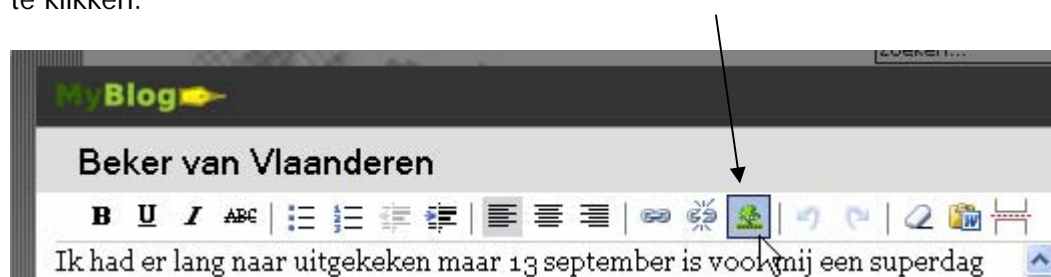 te klikken.
zoeken...
MyBlog
Beker van Vlaanderen
B U I ABC
Ik had er lang naar uitgekeken maar 13 september is voor mij een superdag